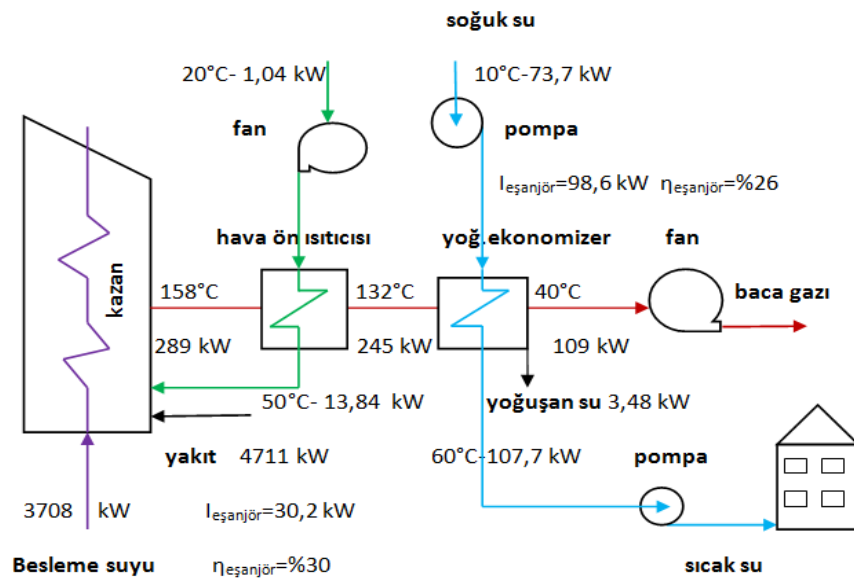 soğuk su
20°C- 1,04 kW
10°C-73,7 kW
fan
pompa
Ieşanjör=98,6 kW ηeşanjör=%26
hava ön ısıtıcısı
yoğ.ekonomizer
fan
kazan
158°C
132°C
40°C
baca gazı
289 kW
245 kW
109 kW
50°C- 13,84 kW
yoğuşan su 3,48 kW
yakıt 4711 kW
60°C-107,7 kW
pompa
3708 kW
Ieşanjör=30,2 kW
Besleme suyu
ηeşanjör=%30
sıcak su